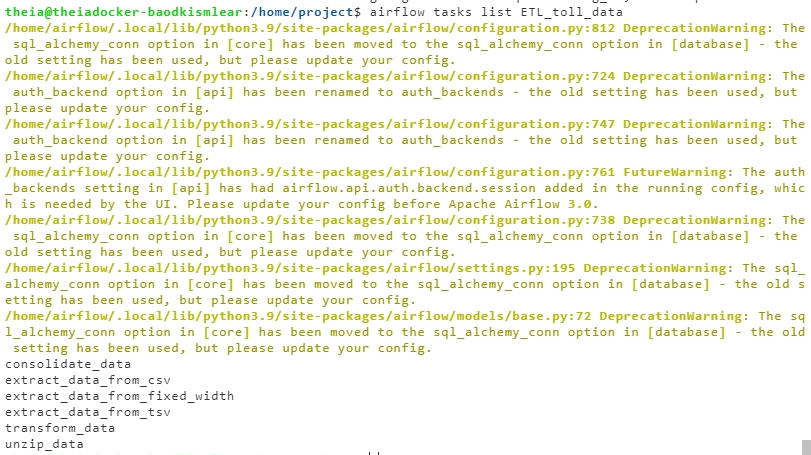 theia@theiadocker-baodkismlear:/home/project$ airflow tasks list ETL_toll_data
/home/airflow/.local/lib/python3.9/site-packages/airflow/configuration.py:812 DeprecationWarning: The
sql_alchemy_conn option in [core] has been moved to the sql_alchemy_conn option in [database] - the
old setting has been used, but please update your config.
/home/airflow/.local/lib/python3.9/site-packages/airflow/configuration.py:724 DeprecationWarning: The
auth_backend option in [api] has been renamed to auth_backends - the old setting has been used, but
please update your config.
/home/airflow/.local/lib/python3.9/site-packages/airflow/configuration.py:747 DeprecationWarning: The
auth_backend option in [api] has been renamed to auth_backends - the old setting has been used, but
please update your config.
/home/airflow/.local/lib/python3.9/site-packages/airflow/configuration.py:761 FutureWarning: The auth
_backends setting in [api] has had airflow.api.auth.backend.session added in the running config, whic
h is needed by the UI. Please update your config before Apache Airflow 3.0.
/home/airflow/.local/lib/python3.9/site-packages/airflow/configuration.py:738 DeprecationWarning: The
sql_alchemy_conn option in [core] has been moved to the sql_alchemy_conn option in [database] - the
old setting has been used, but please update your config.
/home/airflow/.local/lib/python3.9/site-packages/airflow/settings.py:195 DeprecationWarning: The sql_
alchemy_conn option in [core] has been moved to the sql_alchemy_conn option in [database] - the old s
etting has been used, but please update your config.
/home/airflow/.local/lib/python3.9/site-packages/airflow/models/base.py:72 DeprecationWarning: The sq
l_alchemy_conn option in [core] has been moved to the sql_alchemy_conn option in [database] - the old
setting has been used, but please update your config.
consolidate_data
extract_data_from_csv
extract_data_from_fixed_width
extract_data_from_tsv
transform_data
unzip_data